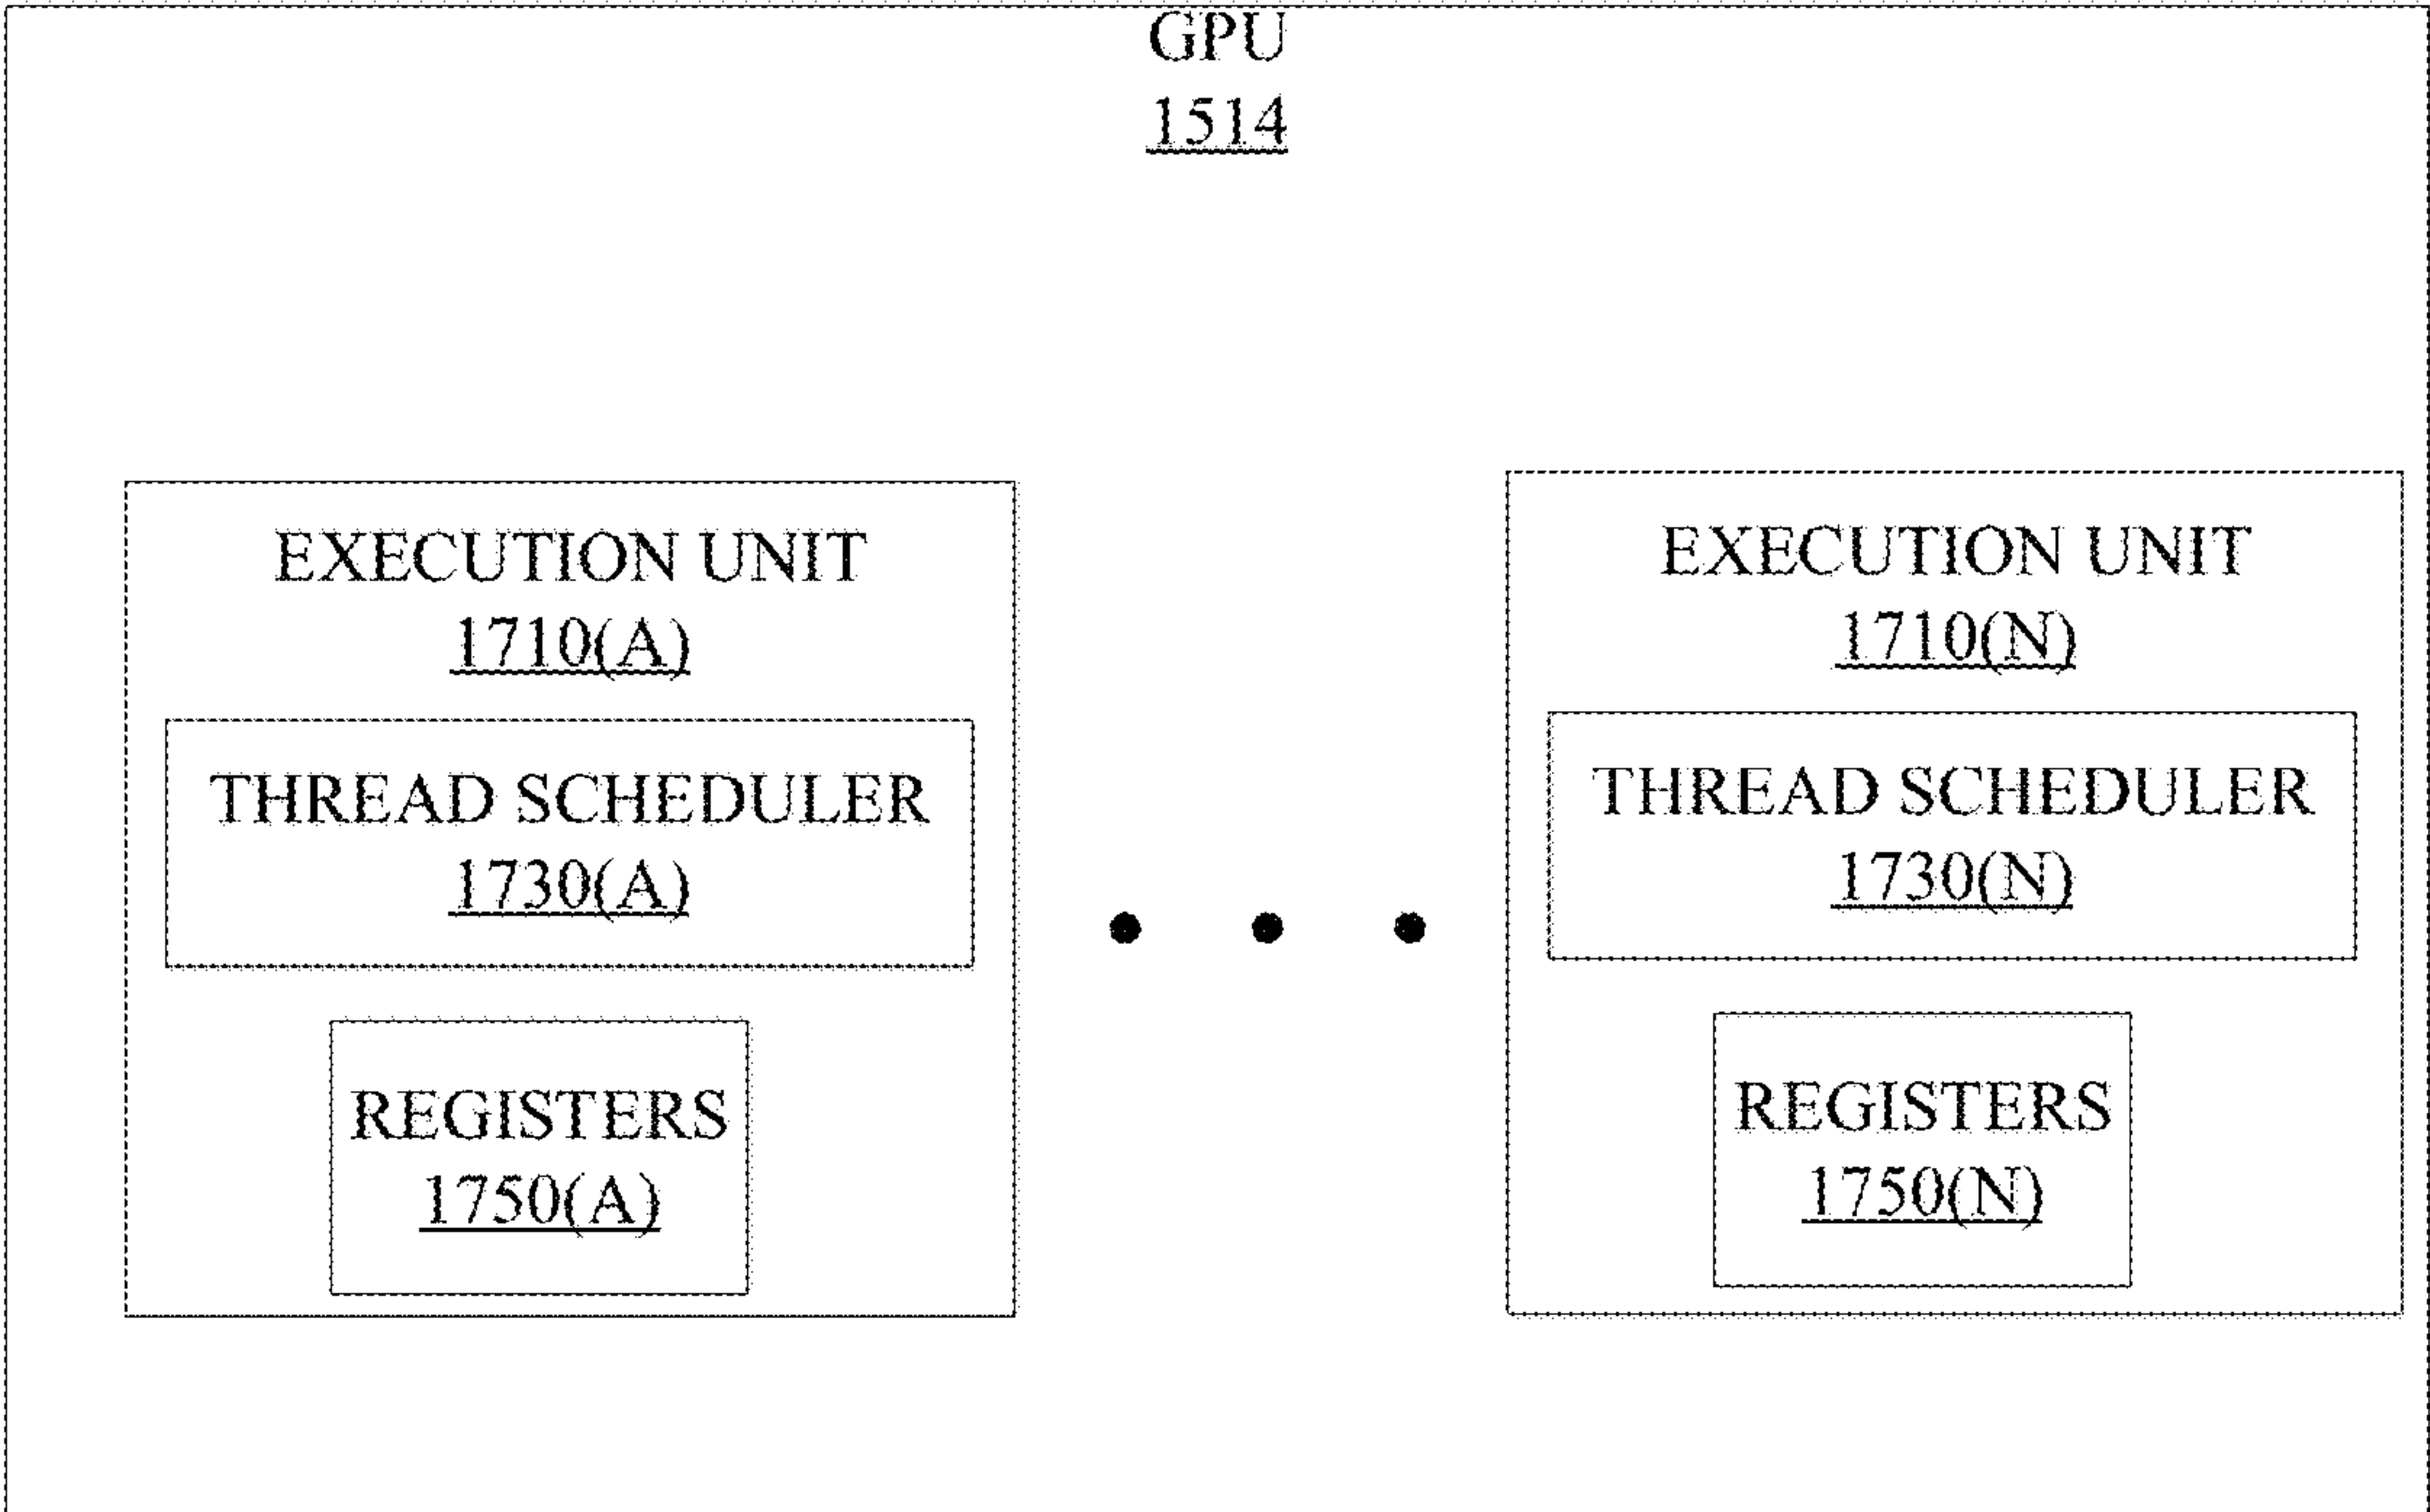 GPU
1514
EXECUTION UNIT
1710(A)
THREAD SCHEDULER
1730(A)
REGISTERS
1750(A)
EXECUTION UNIT
1710(N)
THREAD SCHEDULER
1730(N)
REGISTERS
1750(N)